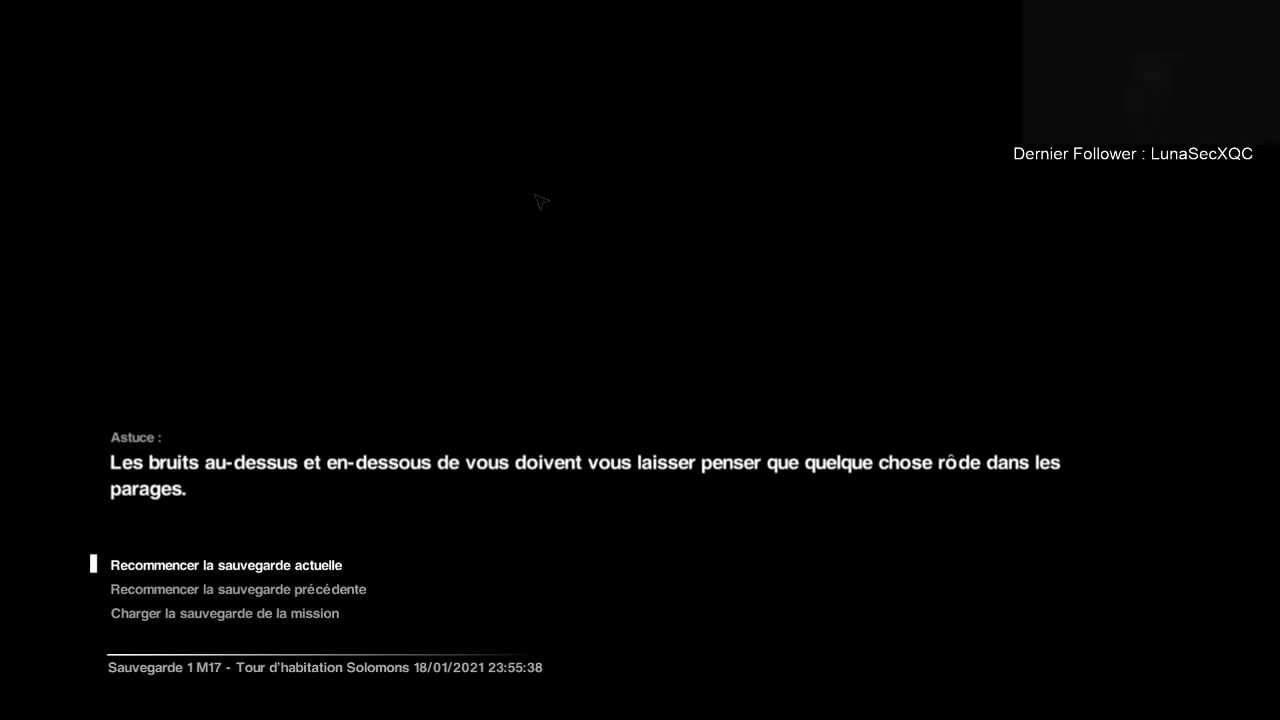 Dernier Follower : LunaSecXQC
Astuce :
Les bruits au-dessus et en-dessous de vous doivent vous laisser penser que quelque chose rôde dans les
parages.
Recommencer la sauvegarde actuelle
Recommencer la sauvegarde précédente
Charger la sauvegarde de la mission
Sauvegarde 1 M17 - Tour d'habitation Solomons 18/01/2021 23:55:38